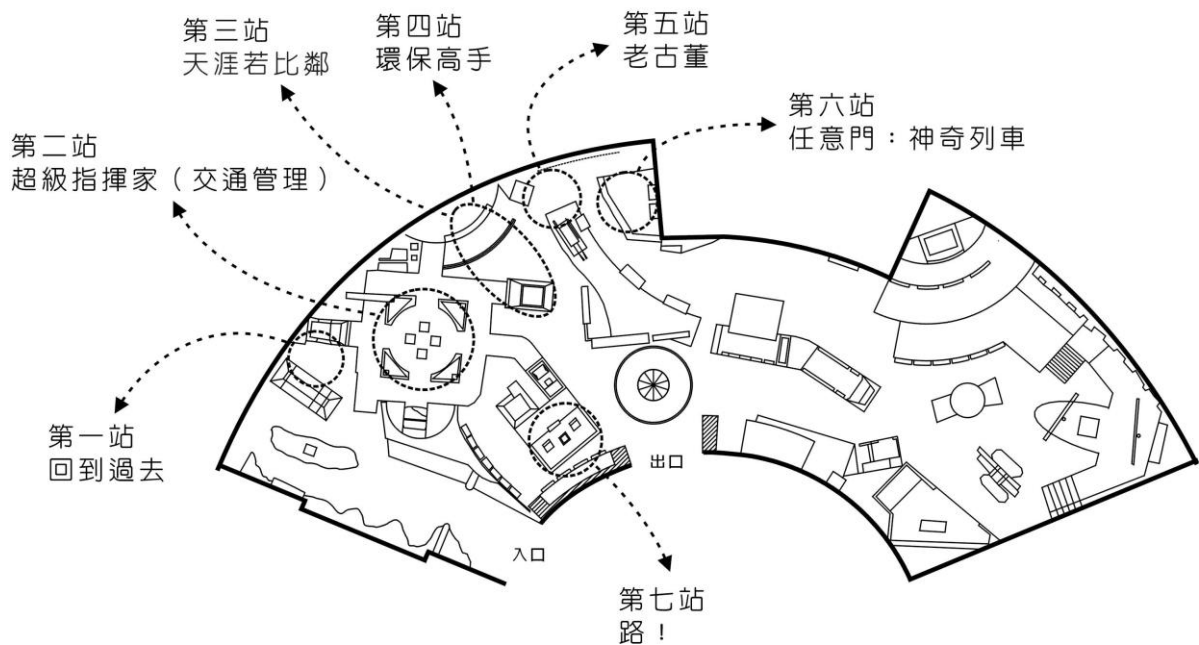 第三站
天涯若比鄰
第四站
環保高手
第五站
老古董
第六站
任意門：神奇列車
第二站
超級指揮家（交通管理）
第一站
回到過去
出口
入口
第七站
路！